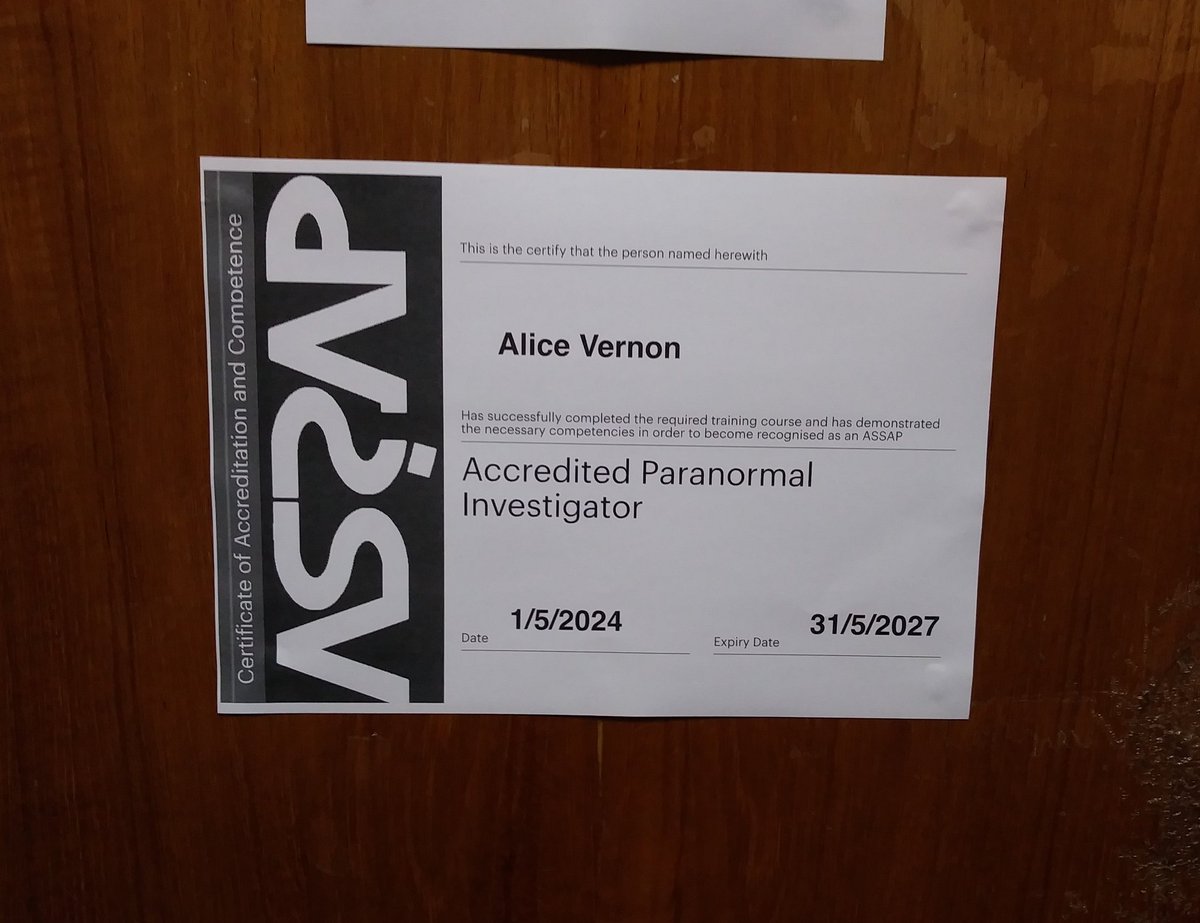 Certificate of Accreditation and Competence
ASSAP
This is the certify that the person named herewith
Alice Vernon
Has successfully completed the required training course and has demonstrated
the necessary competencies in order to become recognised as an ASSAP
Accredited Paranormal
Investigator
1/5/2024
Date
31/5/2027
Expiry Date